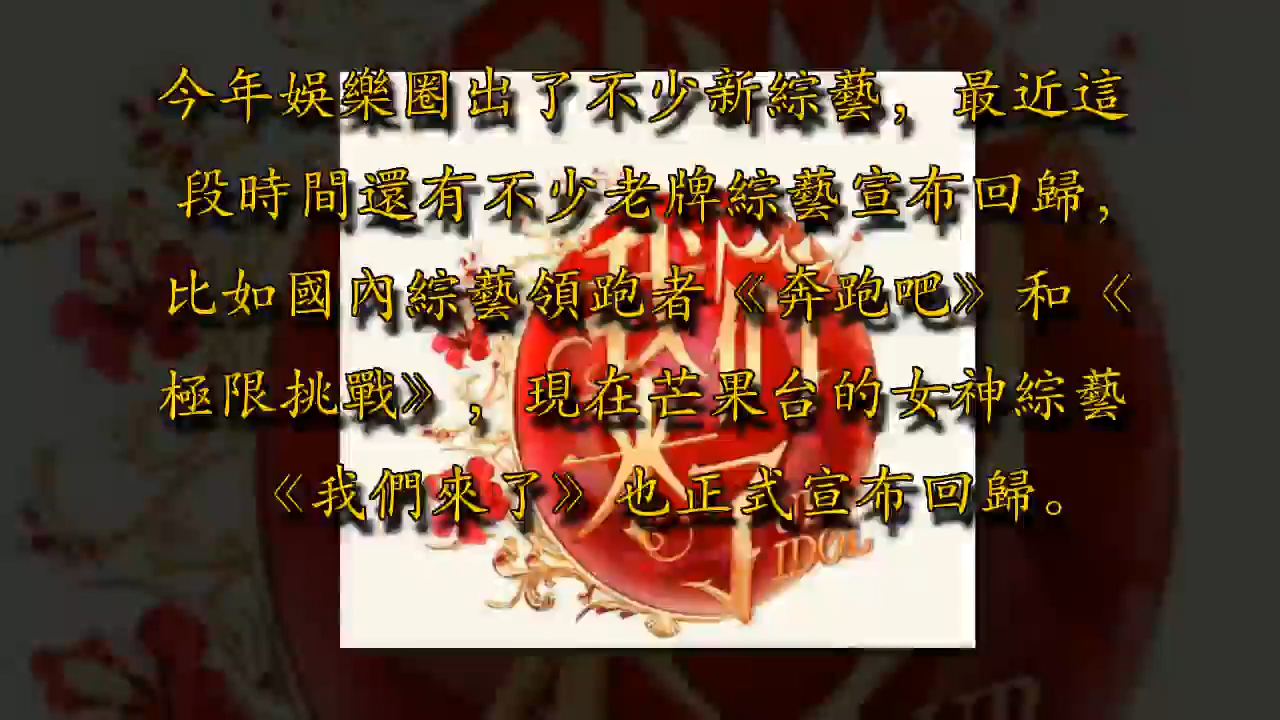 今年娛樂圈出了不少新綜藝，最近這
段時間還有不少老牌綜藝宣布回歸，
比如國內綜藝領跑者《奔跑吧》和《
極限挑戰》，現在芒果台的女神綜藝
《我們來了》也正式宣布回歸。
IDOL